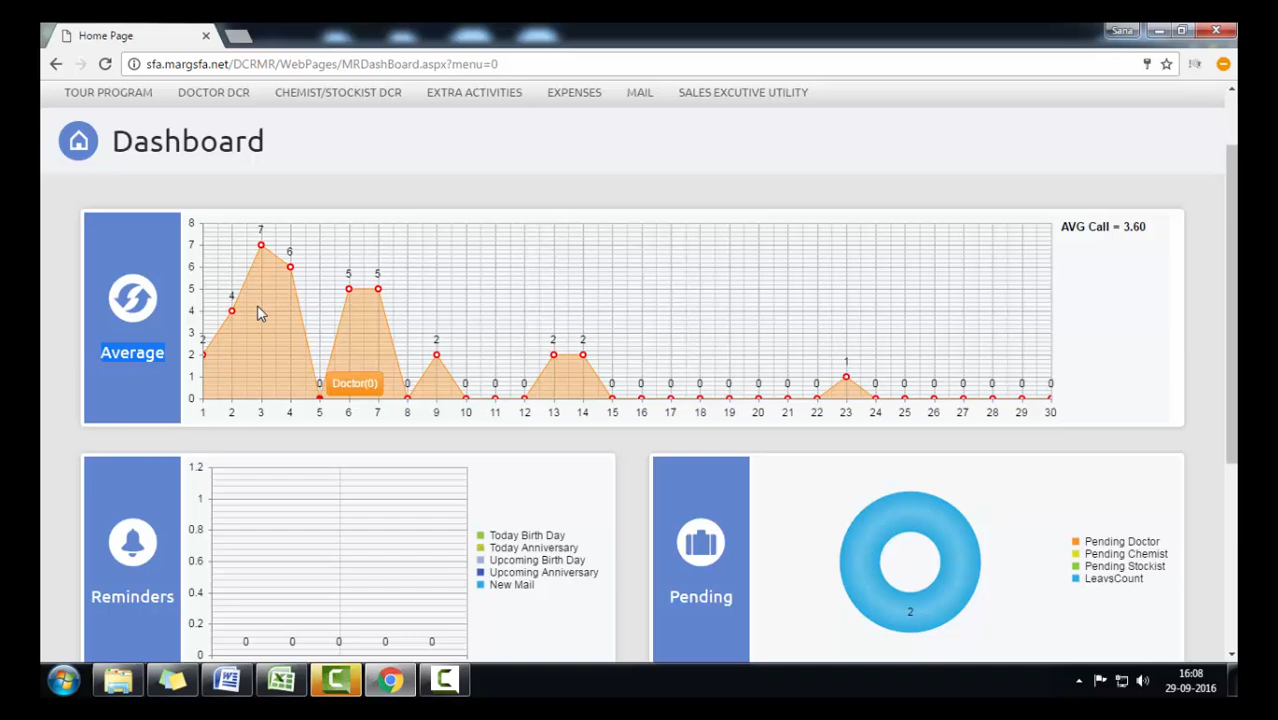 Home Page
Sana
sfa.margsfa.net/DCRMR/WebPages/MRDashBoard.aspx?menu=0
TOUR PROGRAM DOCTOR DCR CHEMIST/STOCKIST DCR EXTRA ACTIVITIES EXPENSES MAIL SALES EXCUTIVE UTILITY
Dashboard
Average
8
7
6
5
4
3
2
1
0
2 4 7 6 0 5 5 0 2 0 0 0 2 2 0 0 0 0 0 0 0 0 1 0 0 0 0 0 0 0
Doctor(0)
1 2 3 4 5 6 7 8 9 10 11 12 13 14 15 16 17 18 19 20 21 22 23 24 25 26 27 28 29 30
AVG Call = 3.60
Reminders
1.2
1
0.8
0.6
0.4
0.2
0
0 0 0 0 0
Today Birth Day
Today Anniversary
Upcoming Birth Day
Upcoming Anniversary
New Mail
Pending
2
Pending Doctor
Pending Chemist
Pending Stockist
LeavsCount
16:08
29-09-2016